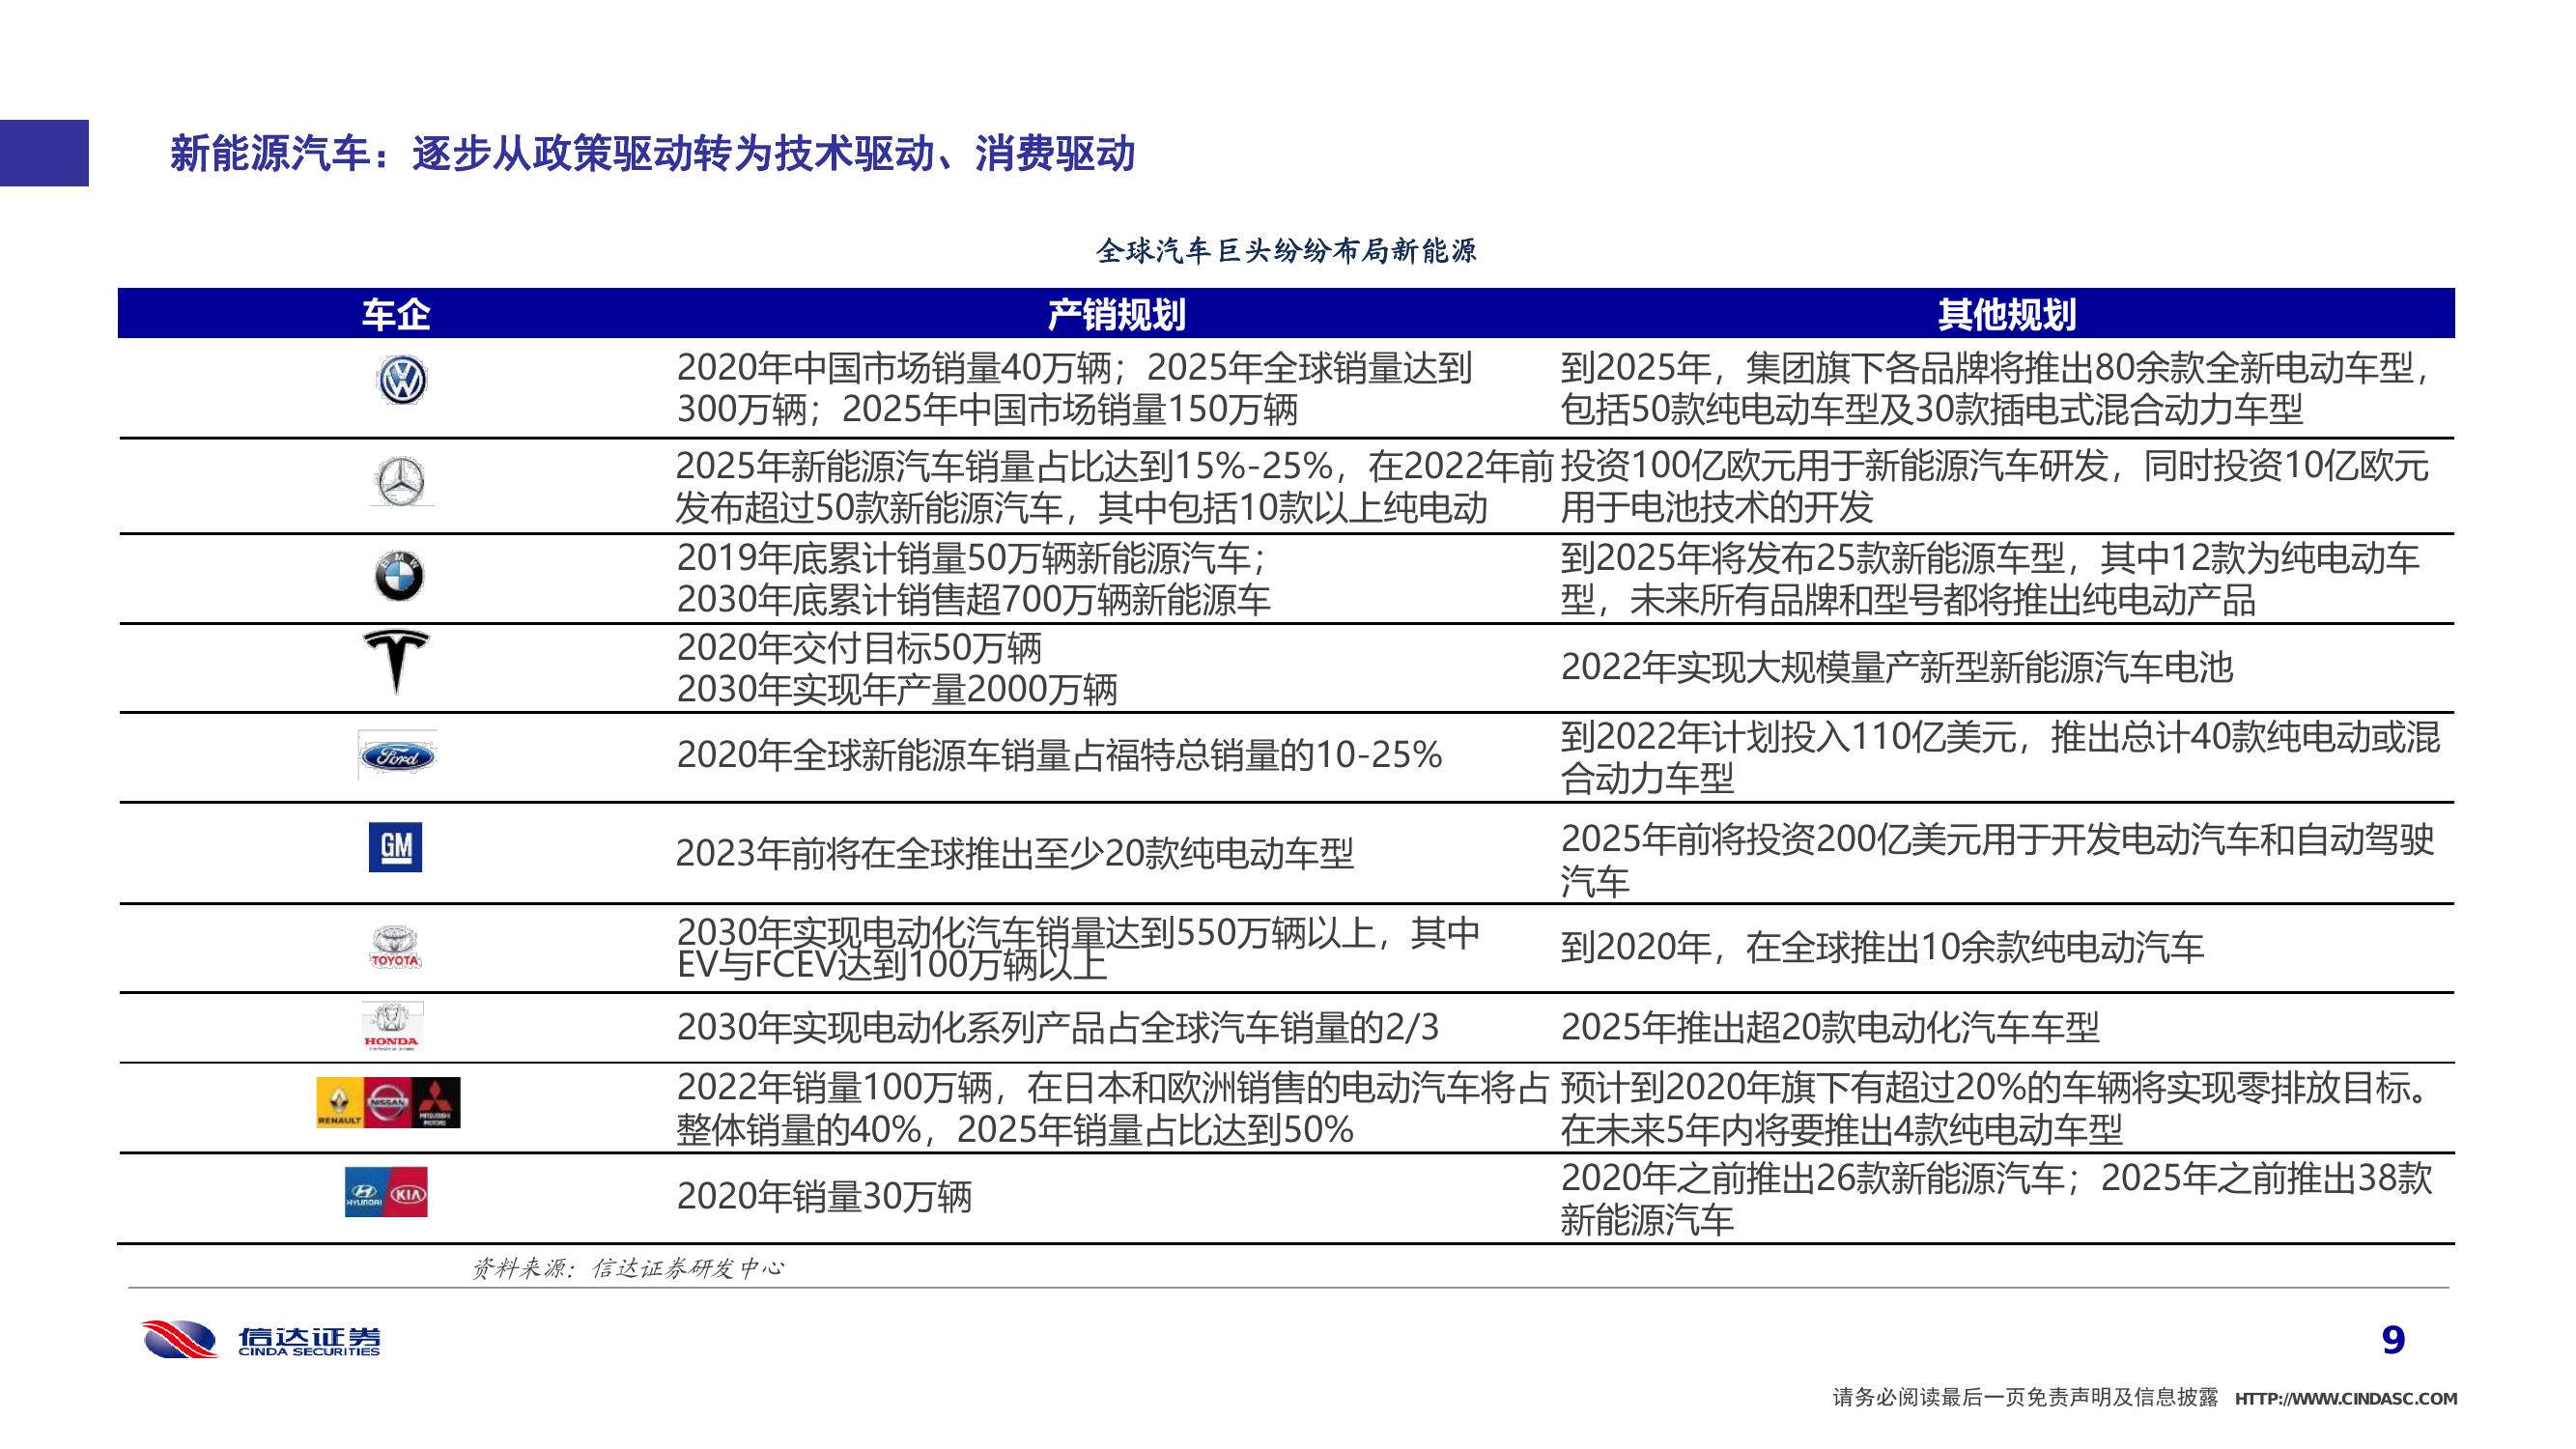 新能源汽车：逐步从政策驱动转为技术驱动、消费驱动
全球汽车巨头纷纷布局新能源
车企
产销规划
其他规划
2020年中国市场销量40万辆；2025年全球销量达到
300万辆；2025年中国市场销量150万辆
到2025年，集团旗下各品牌将推出80余款全新电动车型，
包括50款纯电动车型及30款插电式混合动力车型
2025年新能源汽车销量占比达到15%-25%，在2022年前
发布超过50款新能源汽车，其中包括10款以上纯电动
投资100亿欧元用于新能源汽车研发，同时投资10亿欧元
用于电池技术的开发
BMW
2019年底累计销量50万辆新能源汽车；
2030年底累计销售超700万辆新能源车
到2025年将发布25款新能源车型，其中12款为纯电动车
型，未来所有品牌和型号都将推出纯电动产品
2020年交付目标50万辆
2030年实现年产量2000万辆
2022年实现大规模量产新型新能源汽车电池
Ford
2020年全球新能源车销量占福特总销量的10-25%
到2022年计划投入110亿美元，推出总计40款纯电动或混
合动力车型
GM
2023年前将在全球推出至少20款纯电动车型
2025年前将投资200亿美元用于开发电动汽车和自动驾驶
汽车
TOYOTA
2030年实现电动化汽车销量达到550万辆以上，其中
EV与FCEV达到100万辆以上
到2020年，在全球推出10余款纯电动汽车
HONDA
2030年实现电动化系列产品占全球汽车销量的2/3
2025年推出超20款电动化汽车车型
RENAULT
NISSAN
MITSUBISHI
MOTORS
2022年销量100万辆，在日本和欧洲销售的电动汽车将占
整体销量的40%，2025年销量占比达到50%
预计到2020年旗下有超过20%的车辆将实现零排放目标。
在未来5年内将要推出4款纯电动车型
HYUNDAI
KIA
2020年销量30万辆
2020年之前推出26款新能源汽车；2025年之前推出38款
新能源汽车
资料来源：信达证券研发中心
信达证券
CINDA SECURITIES
9
请务必阅读最后一页免责声明及信息披露 HTTP://WWW.CINDASC.COM